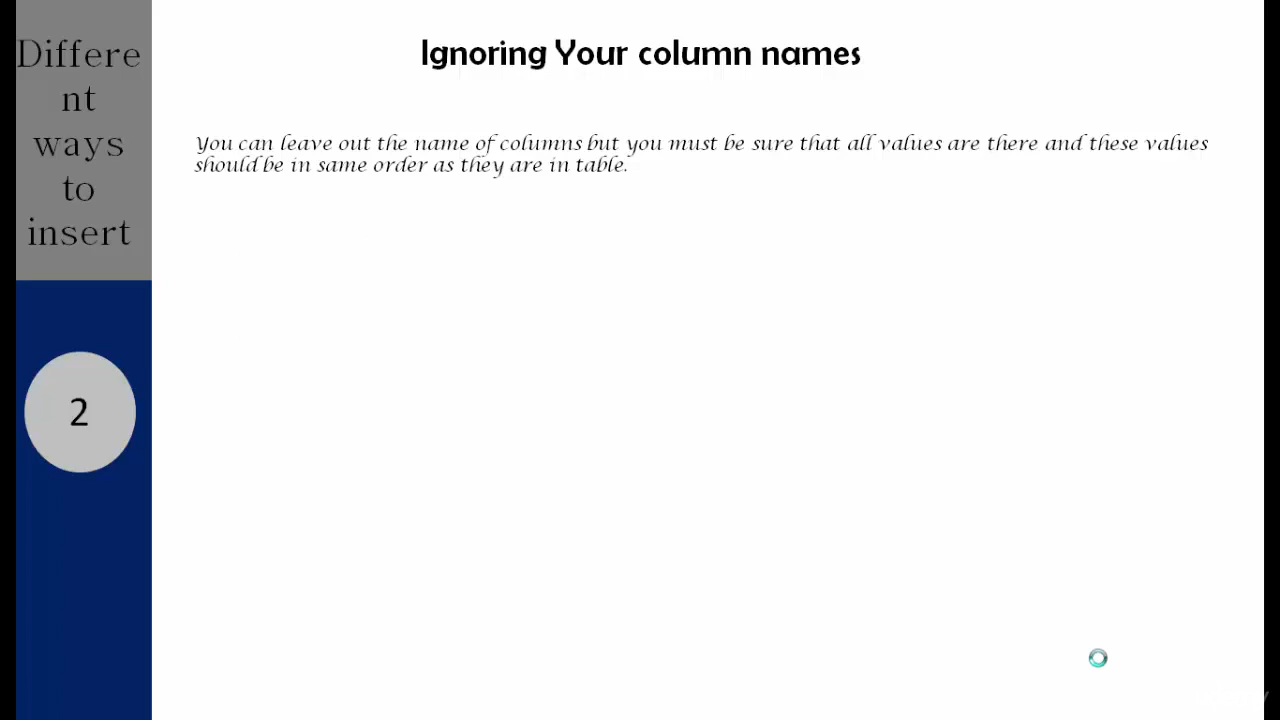 Differe
nt
ways
to
insert
2
Ignoring Your column names
You can leave out the name of columns but you must be sure that all values are there and these values
should be in same order as they are in table.